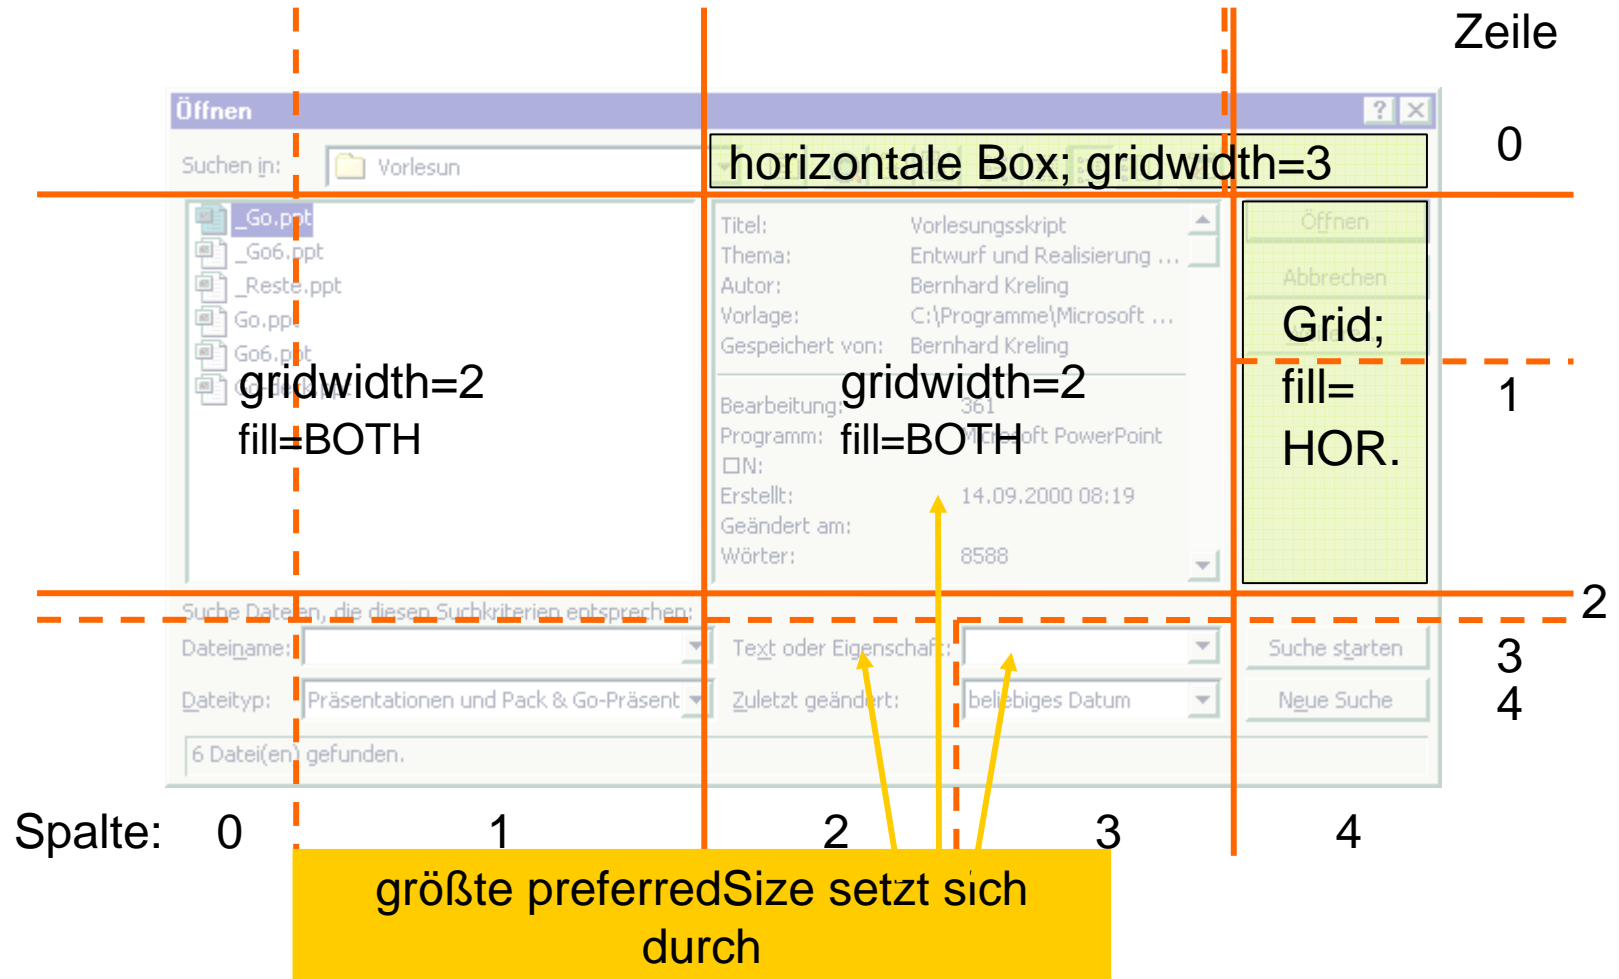 Zeile
Öffnen
0
Suchen in:
Vorlesun
horizontale Box; gridwidth=3
_Go.ppt
_Go6.ppt
_Reste.ppt
Go.ppt
Go6.ppt
gridwidth=2
fill=BOTH
Titel: Vorlesungsskript
Thema: Entwurf und Realisierung ...
Autor: Bernhard Kreling
Vorlage: C:\Programme\Microsoft ...
Gespeichert von: Bernhard Kreling
gridwidth=2
fill=BOTH
Bearbeitung: 361
Programm: Microsoft PowerPoint
☐N:
Erstellt: 14.09.2000 08:19
Geändert am:
Wörter: 8588
Öffnen
Abbrechen
Grid;
fill=
HOR.
1
2
Suche Dateien, die diesen Suchkriterien entsprechen:
Dateiname:
Text oder Eigenschaft:
Suche starten
3
Dateityp:
Präsentationen und Pack & Go-Präsent
Zuletzt geändert:
beliebiges Datum
Neue Suche
4
6 Datei(en) gefunden.
Spalte: 0 1 2 3 4
größte preferredSize setzt sich
durch